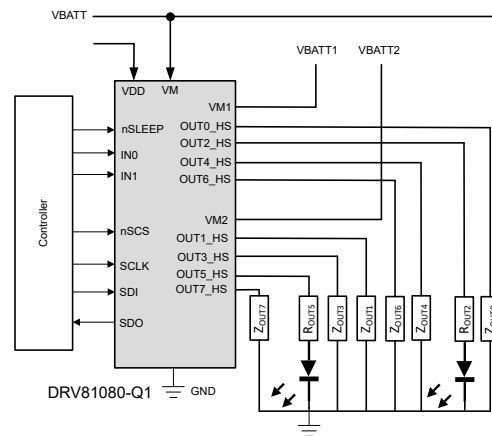 VBATT
VBATT1
VBATT2
VDD
VM
VM1
nSLEEP
OUT0_HS
OUT2_HS
IN0
OUT4_HS
IN1
OUT6_HS
Controller
VM2
nSCS
OUT1_HS
OUT3_HS
SCLK
OUT5_HS
SDI
OUT7_HS
SDO
ZOUT7
ROUT5
ZOUT3
ZOUT1
ZOUT6
ZOUT4
ROUT2
DRV81080-Q1
GND